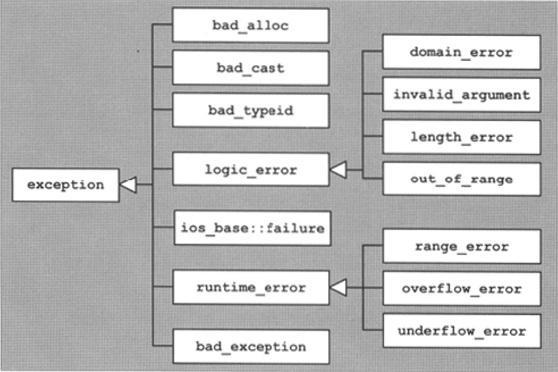 exception
bad_alloc
bad_cast
bad_typeid
logic_error
ios_base::failure
runtime_error
bad_exception
domain_error
invalid_argument
length_error
out_of_range
range_error
overflow_error
underflow_error